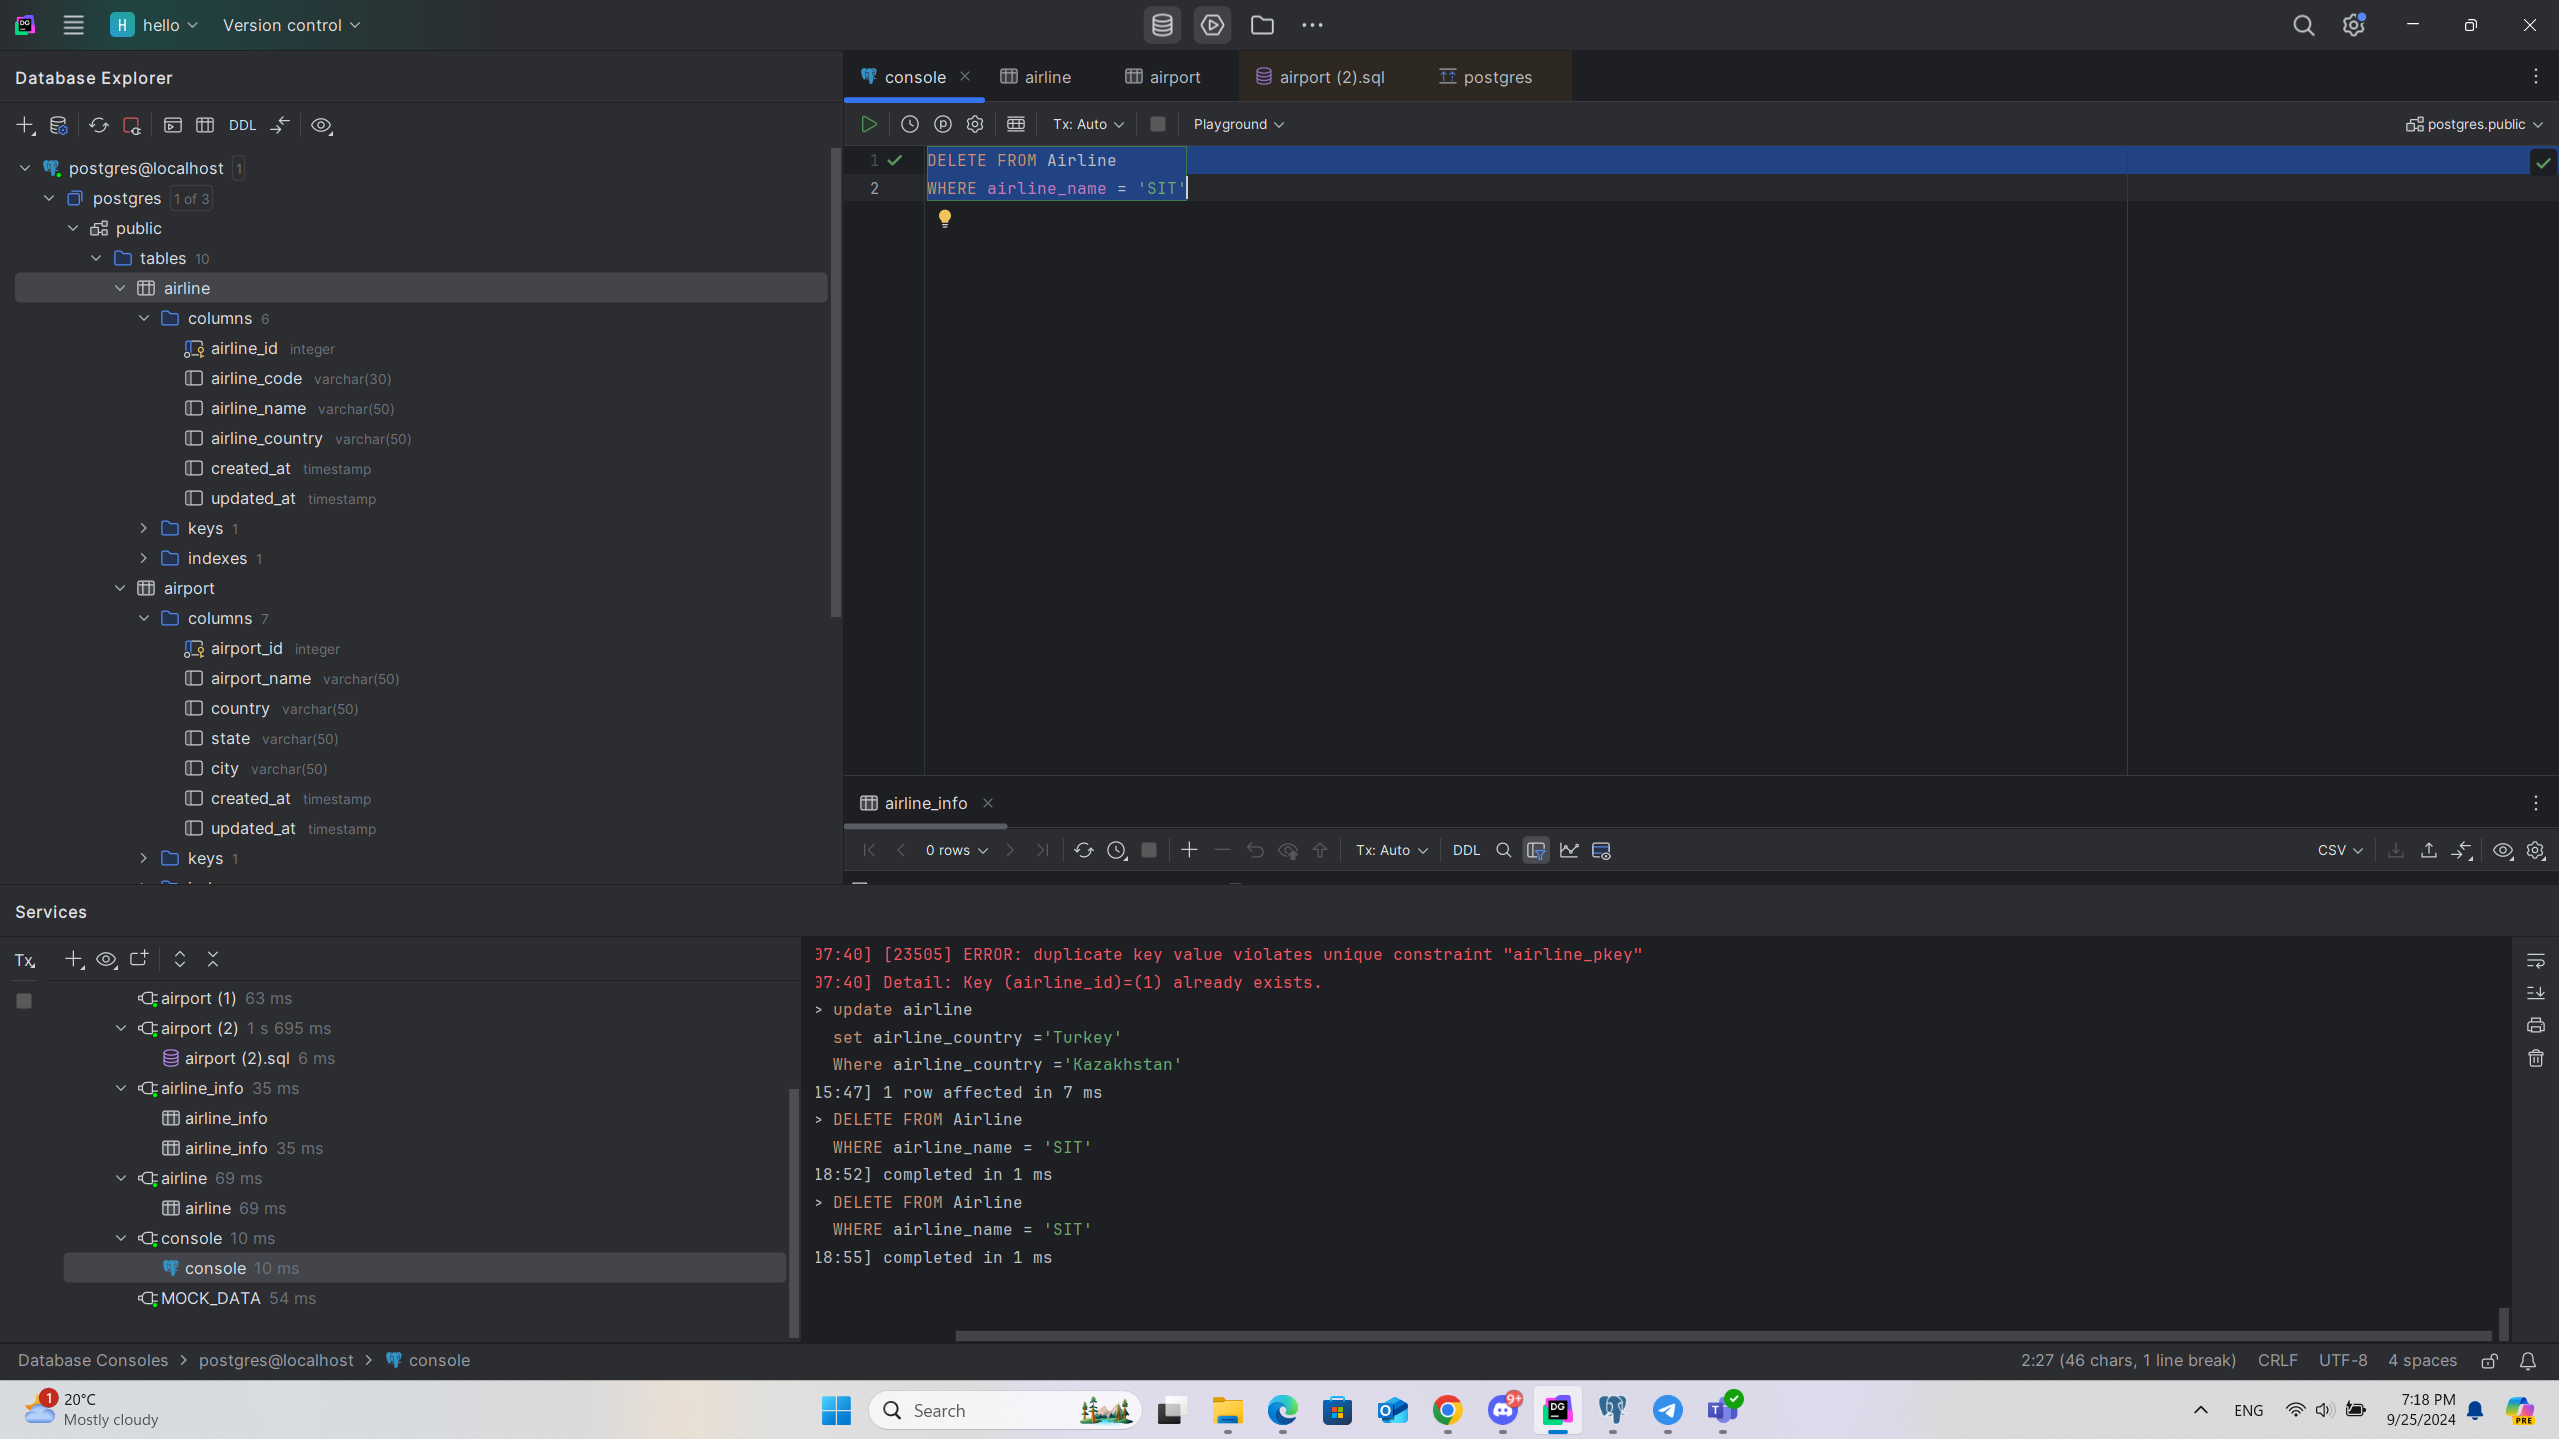 H hello Version control
Database Explorer
DDL
postgres@localhost 1
postgres 1 of 3
public
tables 10
airline
columns 6
airline_id integer
airline_code varchar(30)
airline_name varchar(50)
airline_country varchar(50)
created_at timestamp
updated_at timestamp
keys 1
indexes 1
airport
columns 7
airport_id integer
airport_name varchar(50)
country varchar(50)
state varchar(50)
city varchar(50)
created_at timestamp
updated_at timestamp
keys 1
console airline airport airport (2).sql postgres
Tx: Auto Playground postgres.public
1 DELETE FROM Airline
2 WHERE airline_name = 'SIT'
airline_info
0 rows Tx: Auto DDL CSV
Services
Tx
airport (1) 63 ms
airport (2) 1 s 695 ms
airport (2).sql 6 ms
airline_info 35 ms
airline_info
airline_info 35 ms
airline 69 ms
airline 69 ms
console 10 ms
console 10 ms
MOCK_DATA 54 ms
07:40] [23505] ERROR: duplicate key value violates unique constraint "airline_pkey"
07:40] Detail: Key (airline_id)=(1) already exists.
> update airline
set airline_country ='Turkey'
Where airline_country ='Kazakhstan'
15:47] 1 row affected in 7 ms
> DELETE FROM Airline
WHERE airline_name = 'SIT'
18:52] completed in 1 ms
> DELETE FROM Airline
WHERE airline_name = 'SIT'
18:55] completed in 1 ms
Database Consoles > postgres@localhost > console
2:27 (46 chars, 1 line break) CRLF UTF-8 4 spaces
1 20°C
Mostly cloudy
Search
9+
DG
T
ENG
7:18 PM
9/25/2024
PRE